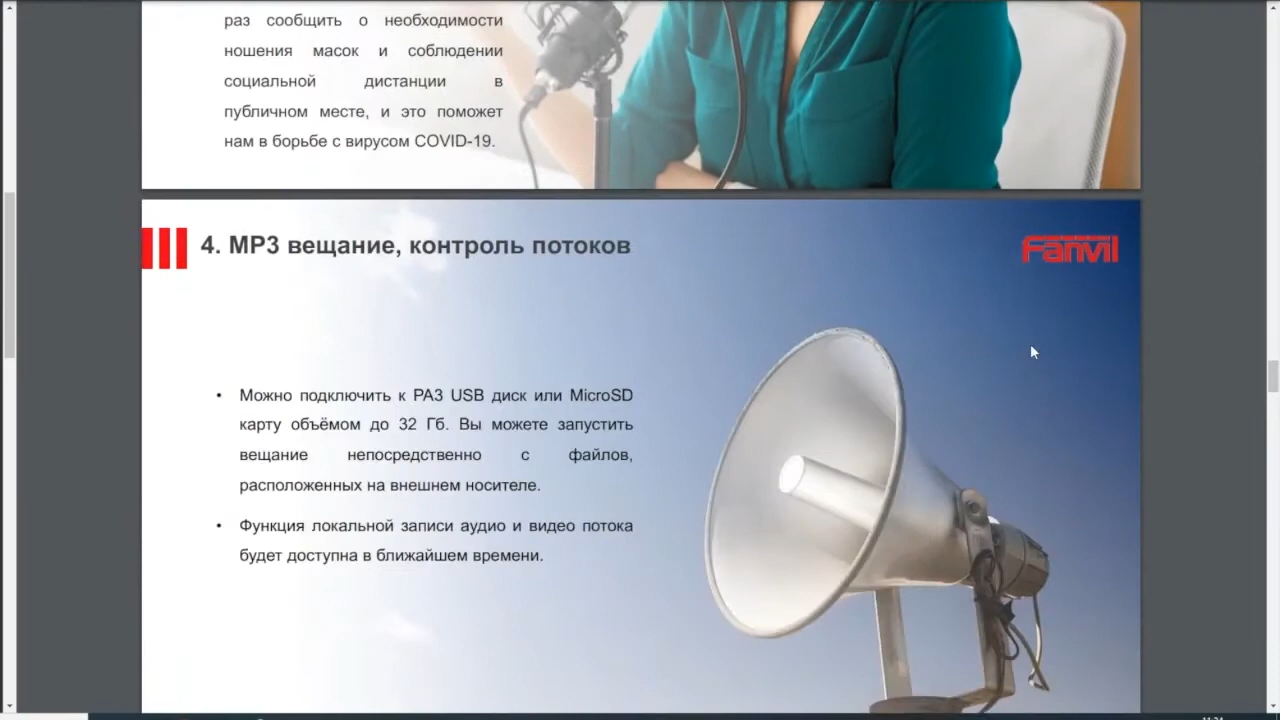 раз сообщить о необходимости
ношения масок и соблюдении
социальной дистанции в
публичном месте, и это поможет
нам в борьбе с вирусом COVID-19.
4. MP3 вещание, контроль потоков
Fanvil
• Можно подключить к PA3 USB диск или MicroSD
карту объёмом до 32 Гб. Вы можете запустить
вещание непосредственно с файлов,
расположенных на внешнем носителе.
• Функция локальной записи аудио и видео потока
будет доступна в ближайшем времени.